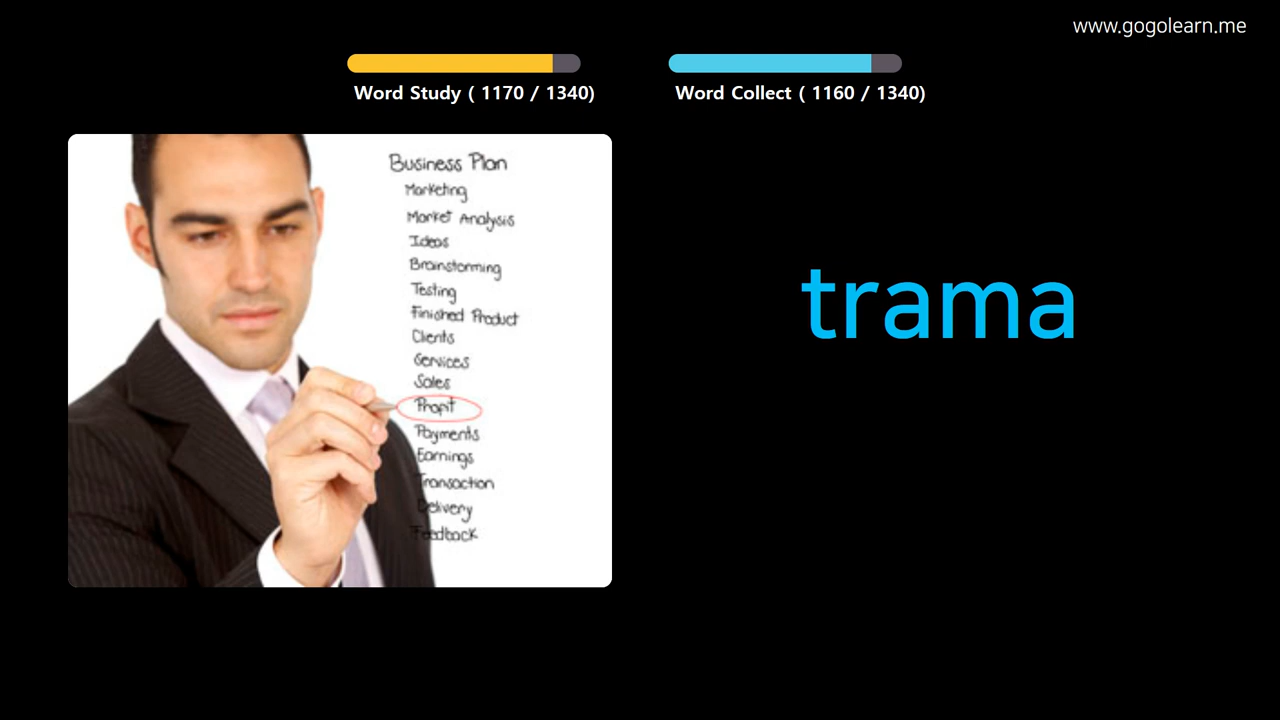 www.gogolearn.me
Word Study ( 1170 / 1340)
Word Collect ( 1160 / 1340)
Business Plan
Marketing
Market Analysis
Ideas
Brainstorming
Testing
Finished Product
Clients
Services
Sales
Profit
Payments
Earnings
Transaction
Delivery
Feedback
trama